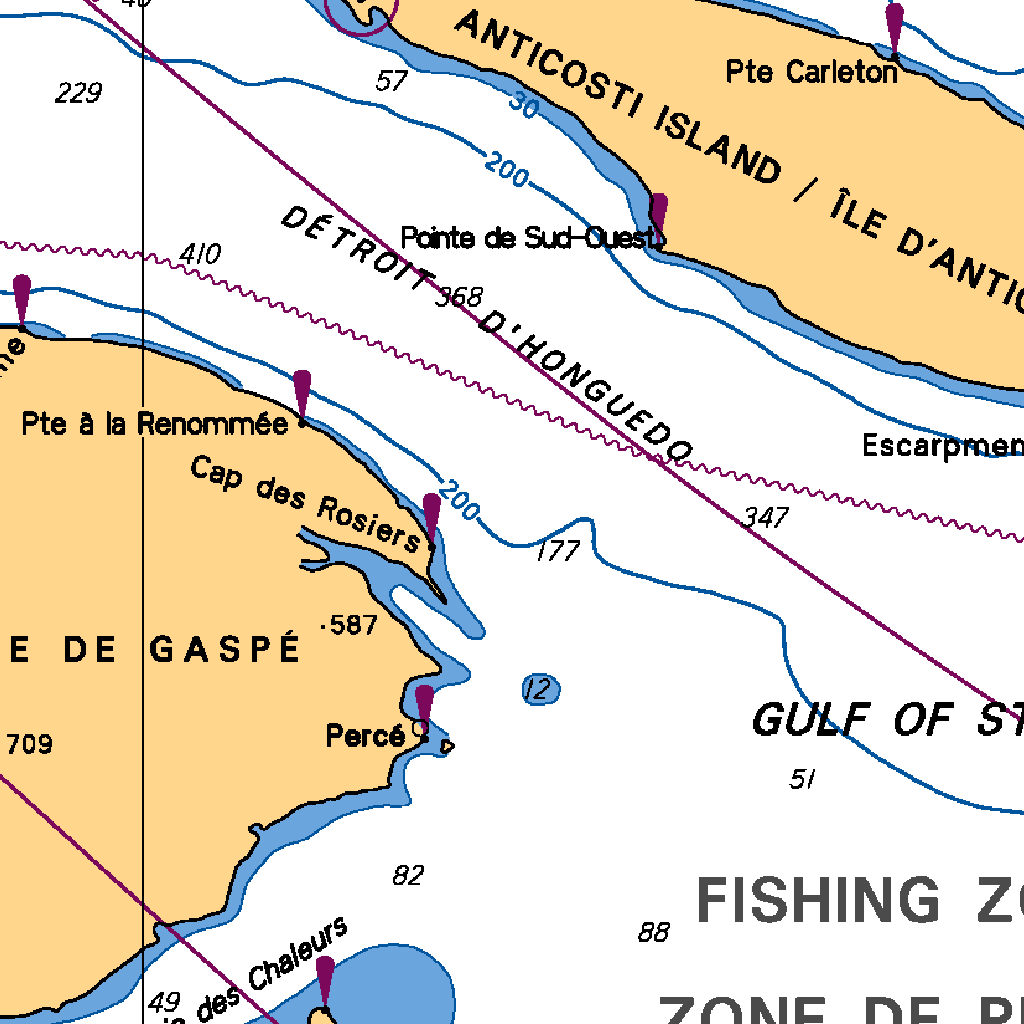 40
ANTICOSTI ISLAND / ÎLE D'ANTIC
Pte Carleton
57
229
30
200
DÉTROIT D'HONGUEDO
Pointe de Sud-Ouest
410
368
Pte à la Renommée
Escarpmen
Cap des Rosiers
200
347
177
587
E DE GASPÉ
12
GULF OF ST
Percé
709
51
82
FISHING ZO
88
des Chaleurs
49
ZONE DE P